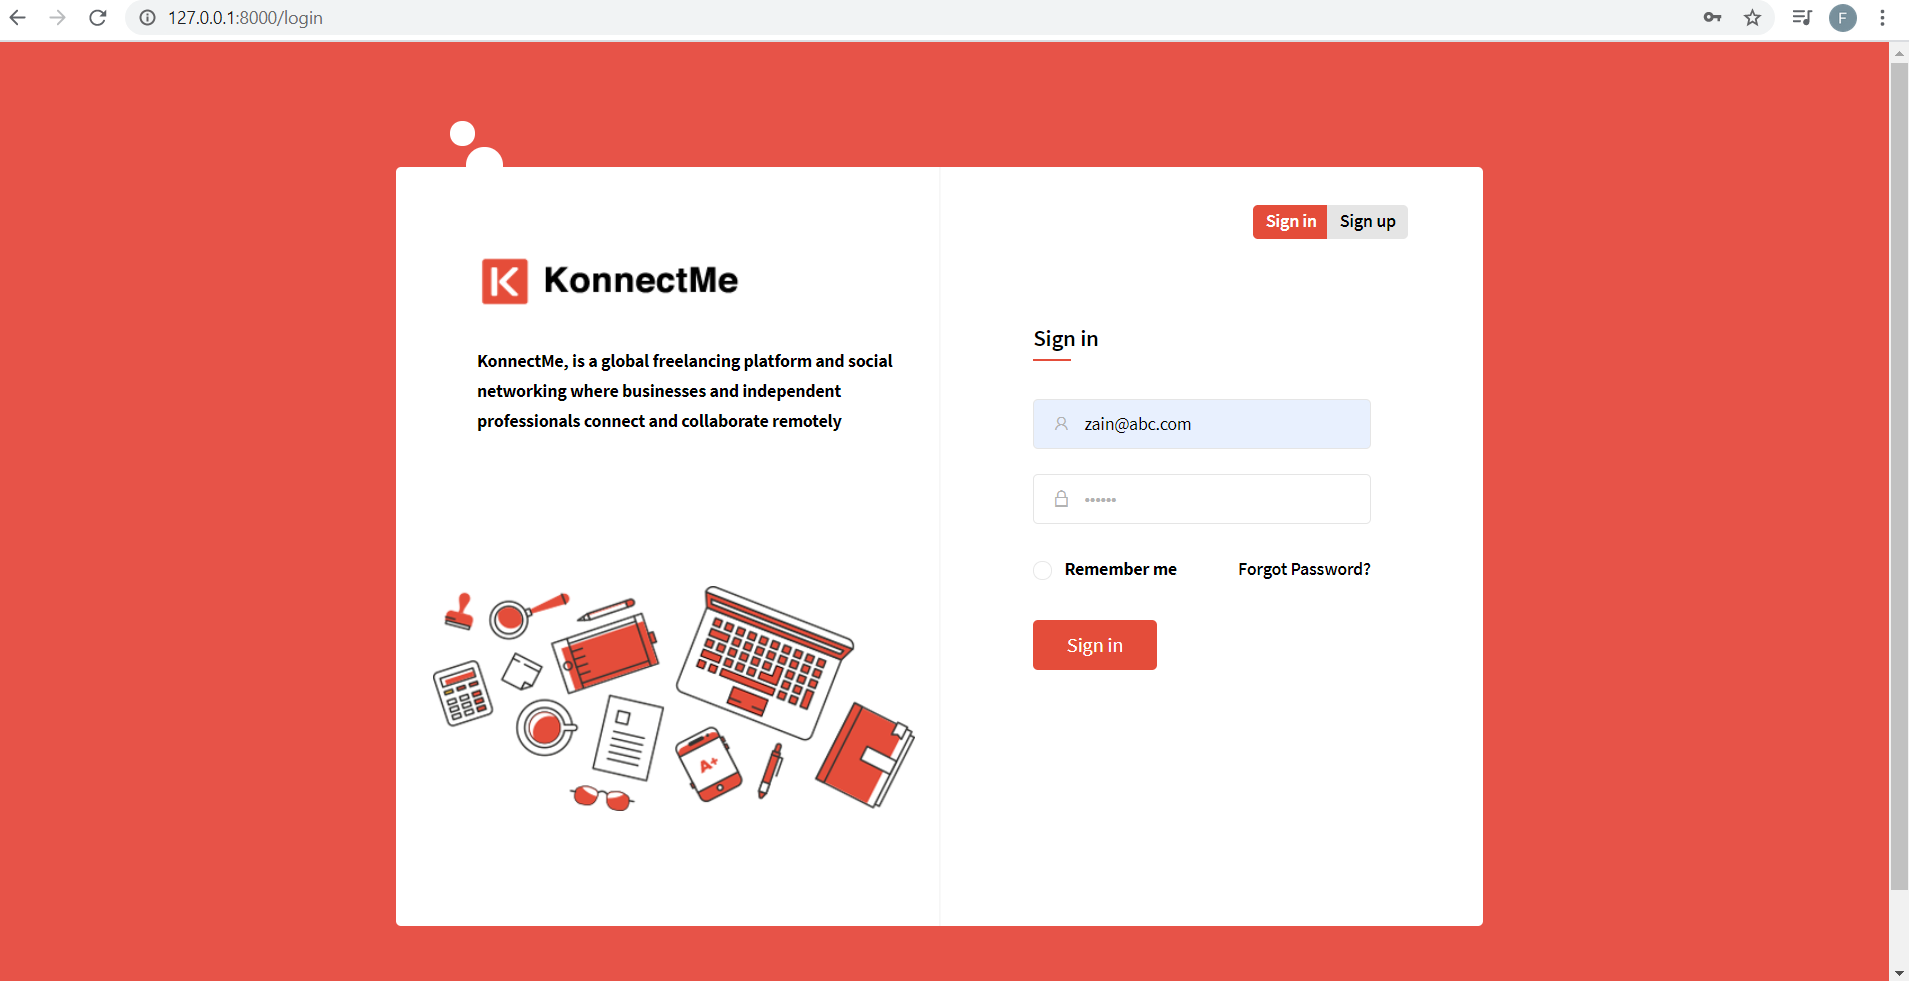 127.0.0.1:8000/login
F
K KonnectMe
KonnectMe, is a global freelancing platform and social
networking where businesses and independent
professionals connect and collaborate remotely
A+
Sign in Sign up
Sign in
zain@abc.com
••••••
Remember me Forgot Password?
Sign in